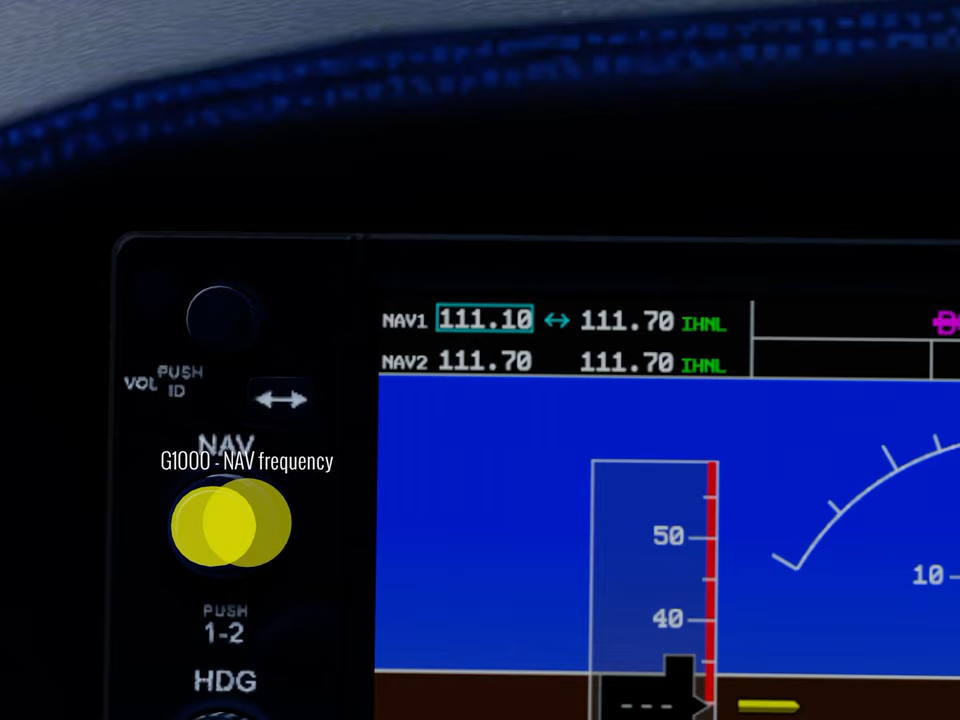 NAV1 111.10 ↔ 111.70 IHNL
NAV2 111.70 111.70 IHNL
VOL PUSH
ID
NAV
G1000 - NAV frequency
PUSH
1-2
HDG
50
40
10